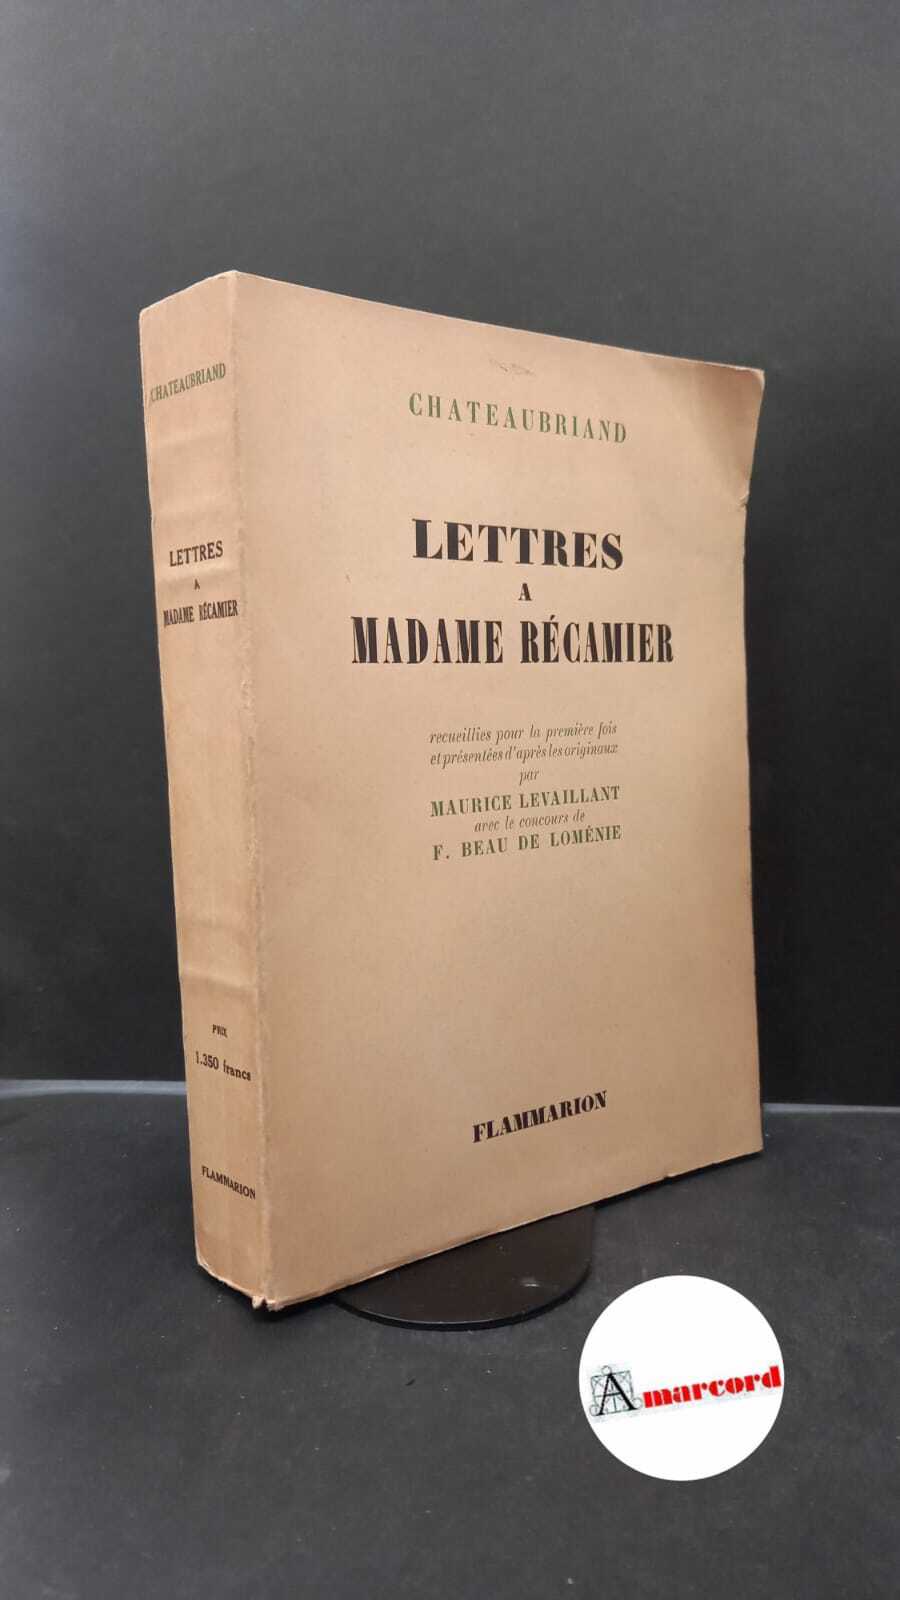 CHATEAUBRIAND
LETTRES
A
MADAME RÉCAMIER
PRIX
1.350 francs
FLAMMARION
CHATEAUBRIAND
LETTRES
A
MADAME RÉCAMIER
recueillies pour la première fois
et présentées d'après les originaux
par
MAURICE LEVAILLANT
avec le concours de
F. BEAU DE LOMÉNIE
FLAMMARION
Amarcord